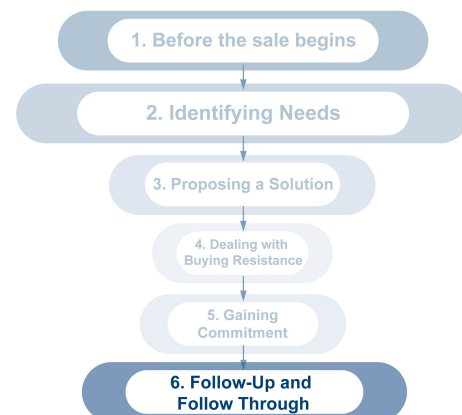 1. Before the sale begins
2. Identifying Needs
3. Proposing a Solution
4. Dealing with
Buying Resistance
5. Gaining
Commitment
6. Follow-Up and
Follow Through